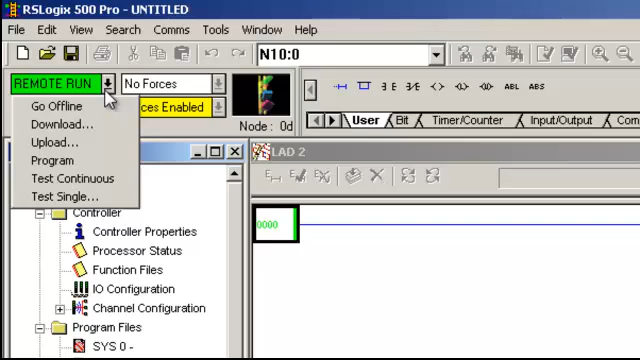 RSLogix 500 Pro - UNTITLED
File Edit View Search Comms Tools Window Help
N10:0
REMOTE RUN No Forces
ces Enabled
Node : 0d
ABL ABS
User Bit Timer/Counter Input/Output Com
Go Offline
Download...
Upload...
Program
Test Continuous
Test Single...
LAD 2
Controller
Controller Properties
Processor Status
Function Files
IO Configuration
Channel Configuration
Program Files
SYS 0 -
0000